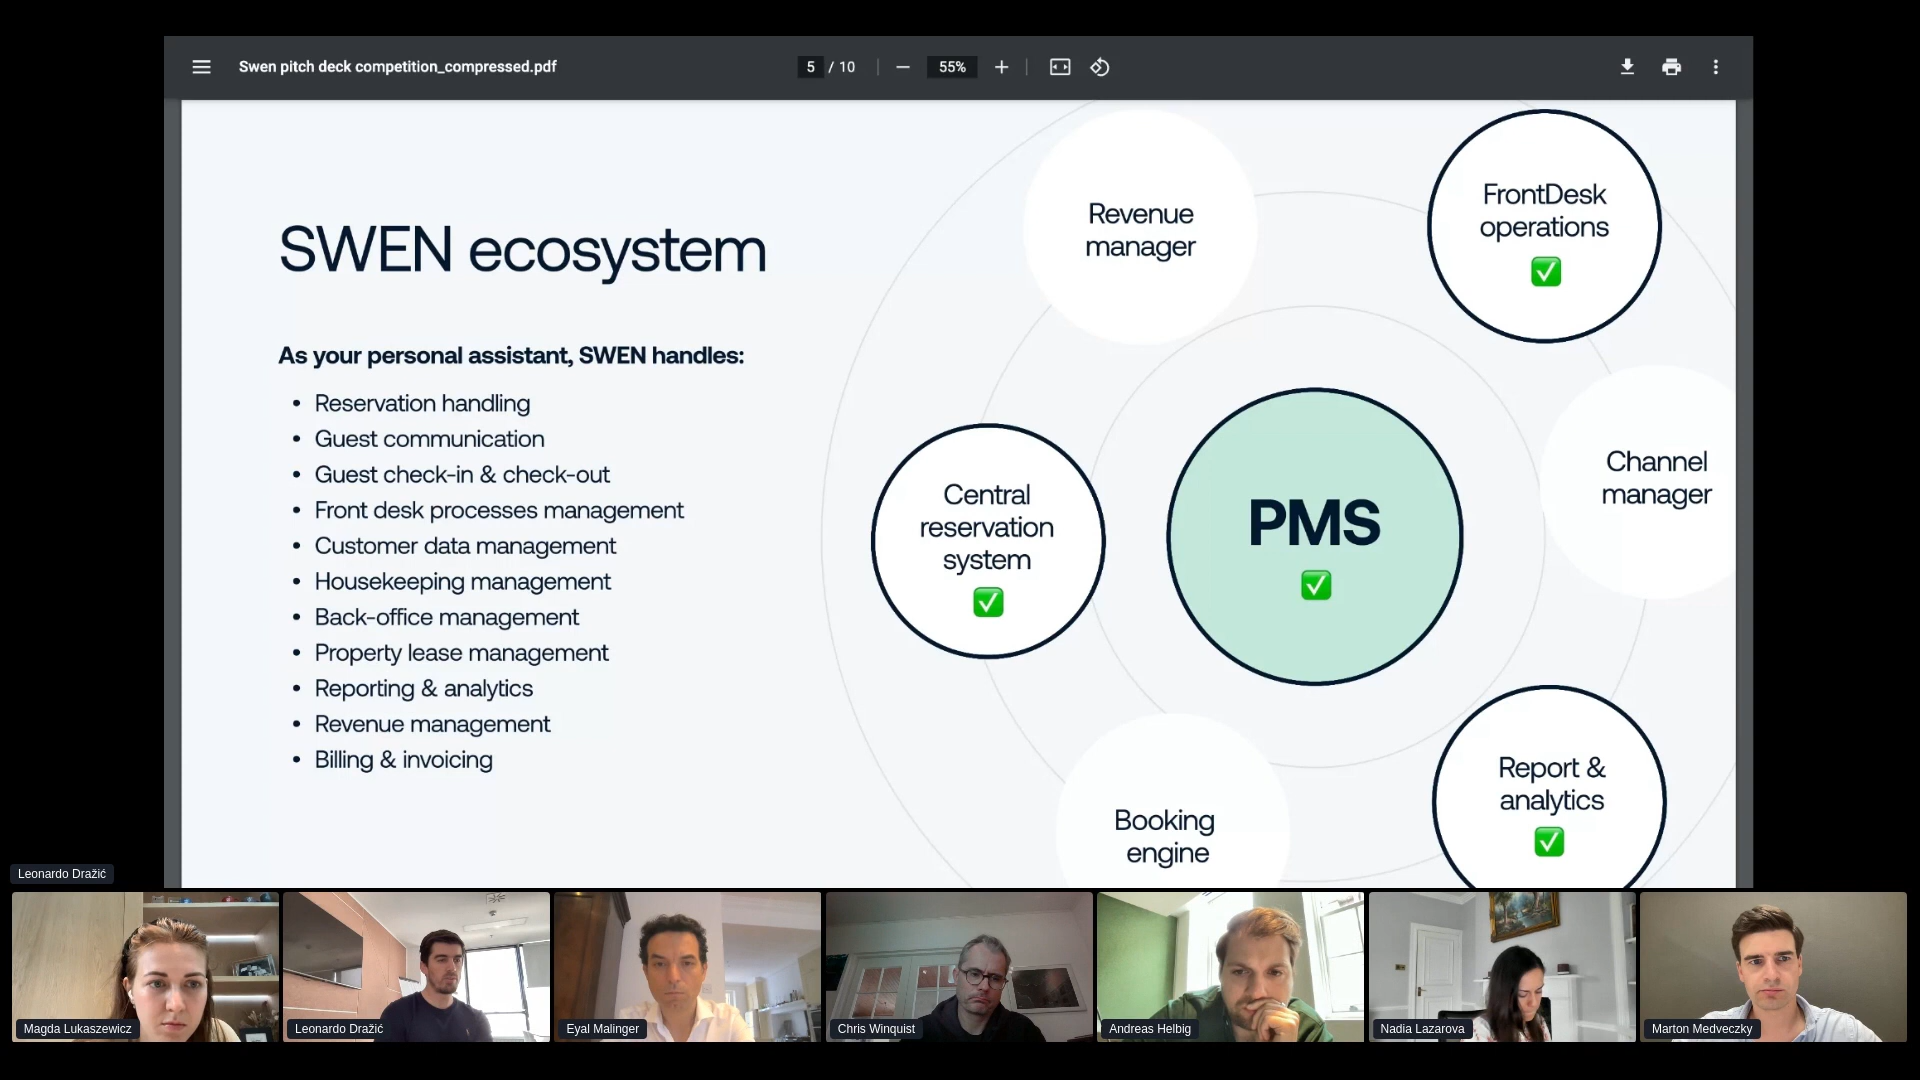 Swen pitch deck competition_compressed.pdf
5 / 10
55%
SWEN ecosystem
As your personal assistant, SWEN handles:
• Reservation handling
• Guest communication
• Guest check-in & check-out
• Front desk processes management
• Customer data management
• Housekeeping management
• Back-office management
• Property lease management
• Reporting & analytics
• Revenue management
• Billing & invoicing
Revenue
manager
FrontDesk
operations
Central
reservation
system
PMS
Channel
manager
Booking
engine
Report &
analytics
Leonardo Dražić
Magda Lukaszewicz
Leonardo Dražić
Eyal Malinger
Chris Winquist
Andreas Helbig
Nadia Lazarova
Marton Medveczky